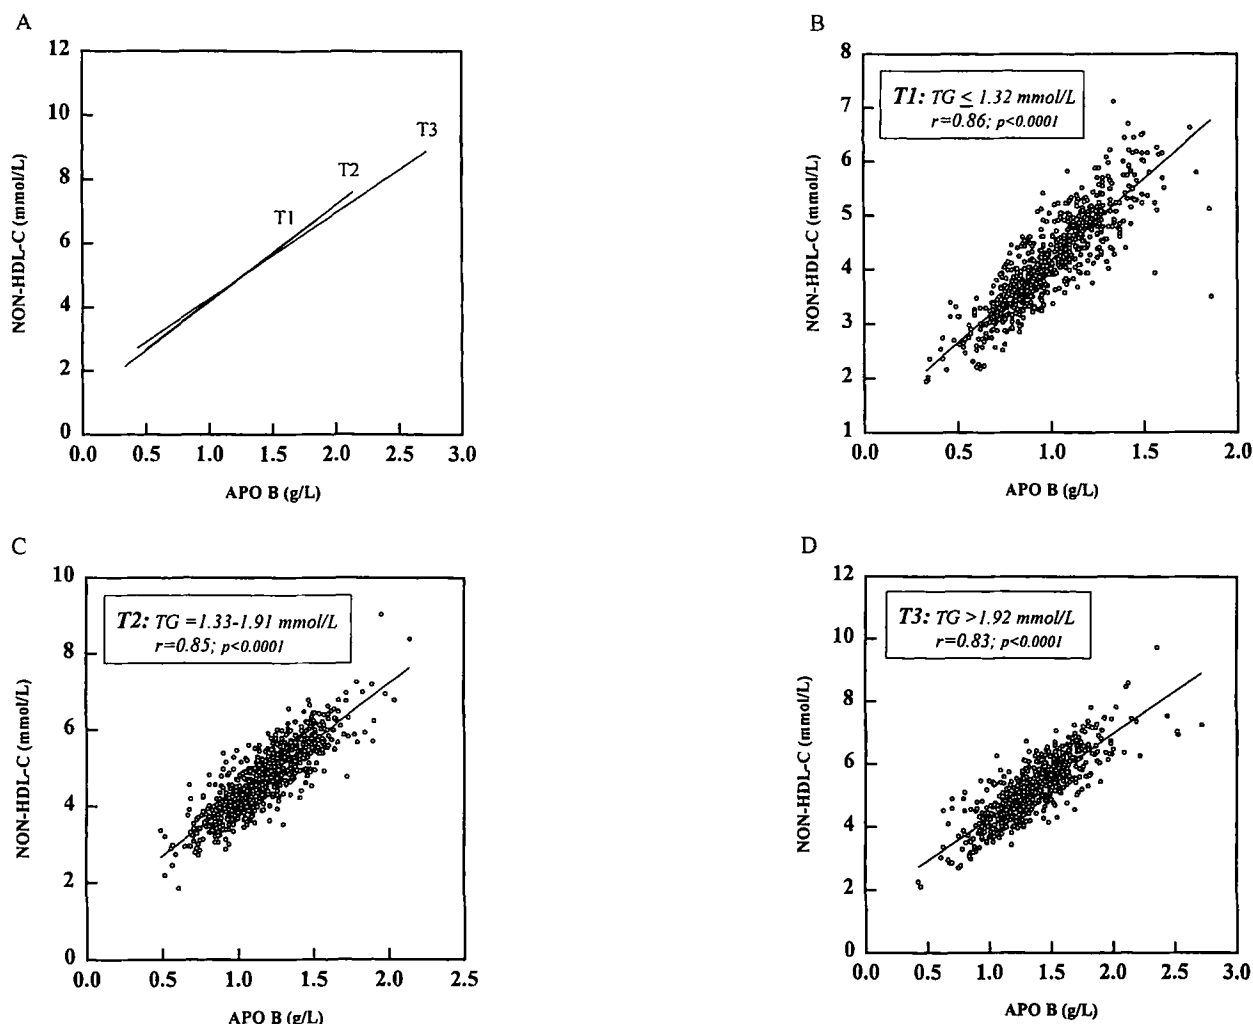 A
12
10
8
6
4
2
0
NON-HDL-C (mmol/L)
T1
T2
T3
0.0 0.5 1.0 1.5 2.0 2.5 3.0
APO B (g/L)
B
8
7
6
5
4
3
2
1
NON-HDL-C (mmol/L)
T1: TG ≤ 1.32 mmol/L
r=0.86; p<0.0001
0.0 0.5 1.0 1.5 2.0
APO B (g/L)
C
10
8
6
4
2
0
NON-HDL-C (mmol/L)
T2: TG =1.33-1.91 mmol/L
r=0.85; p<0.0001
0.0 0.5 1.0 1.5 2.0 2.5
APO B (g/L)
D
12
10
8
6
4
2
0
NON-HDL-C (mmol/L)
T3: TG >1.92 mmol/L
r=0.83; p<0.0001
0.0 0.5 1.0 1.5 2.0 2.5 3.0
APO B (g/L)